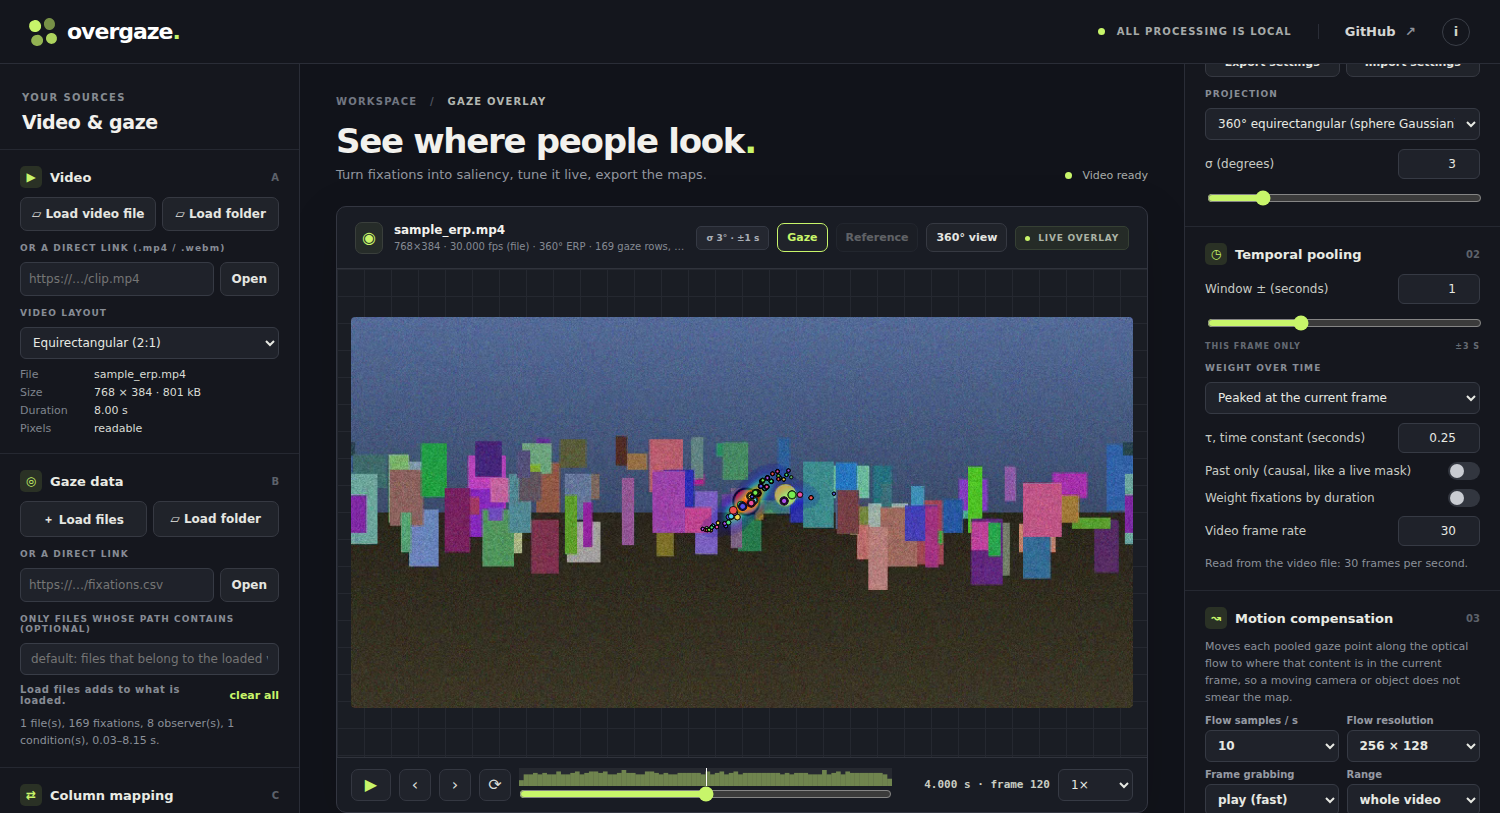 overgaze.
ALL PROCESSING IS LOCAL
GitHub ↗
i
YOUR SOURCES
Video & gaze
▶ Video A
▱ Load video file
▱ Load folder
OR A DIRECT LINK (.mp4 / .webm)
https://…/clip.mp4
Open
VIDEO LAYOUT
Equirectangular (2:1)
File sample_erp.mp4
Size 768 × 384 · 801 kB
Duration 8.00 s
Pixels readable
◎ Gaze data B
+ Load files
▱ Load folder
OR A DIRECT LINK
https://…/fixations.csv
Open
ONLY FILES WHOSE PATH CONTAINS
(OPTIONAL)
default: files that belong to the loaded
Load files adds to what is
loaded.
clear all
1 file(s), 169 fixations, 8 observer(s), 1
condition(s), 0.03–8.15 s.
⇄ Column mapping C
WORKSPACE / GAZE OVERLAY
See where people look.
Turn fixations into saliency, tune it live, export the maps.
Video ready
sample_erp.mp4
768×384 · 30.000 fps (file) · 360° ERP · 169 gaze rows, …
σ 3° · ±1 s
Gaze
Reference
360° view
LIVE OVERLAY
▶
‹
›
⟳
4.000 s · frame 120
1×
Export settings
Import settings
PROJECTION
360° equirectangular (sphere Gaussian
σ (degrees) 3
◷ Temporal pooling 02
Window ± (seconds) 1
THIS FRAME ONLY ±3 S
WEIGHT OVER TIME
Peaked at the current frame
τ, time constant (seconds) 0.25
Past only (causal, like a live mask)
Weight fixations by duration
Video frame rate 30
Read from the video file: 30 frames per second.
↝ Motion compensation 03
Moves each pooled gaze point along the optical
flow to where that content is in the current
frame, so a moving camera or object does not
smear the map.
Flow samples / s
Flow resolution
10
256 × 128
Frame grabbing
Range
play (fast)
whole video